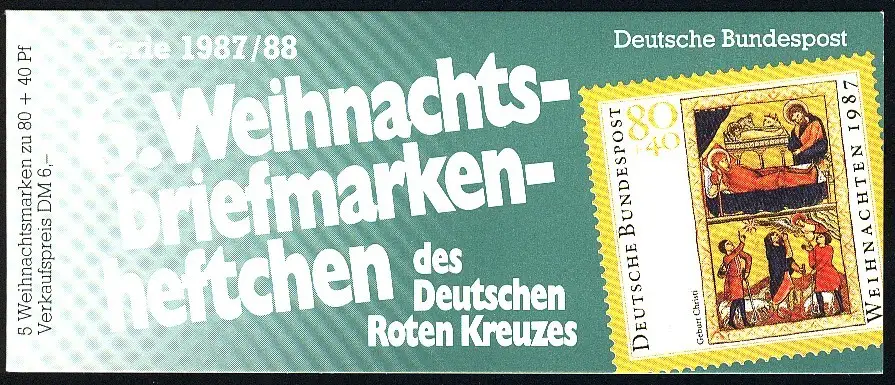 Serie 1987/88
Deutsche Bundespost
5 Weihnachtsmarken zu 80 + 40 Pf
Verkaufspreis DM 6,–
Weihnachts-
briefmarken-
heftchen
des
Deutschen
Roten Kreuzes
DEUTSCHE BUNDESPOST
80
+40
Geburt Christi
WEIHNACHTEN 1987